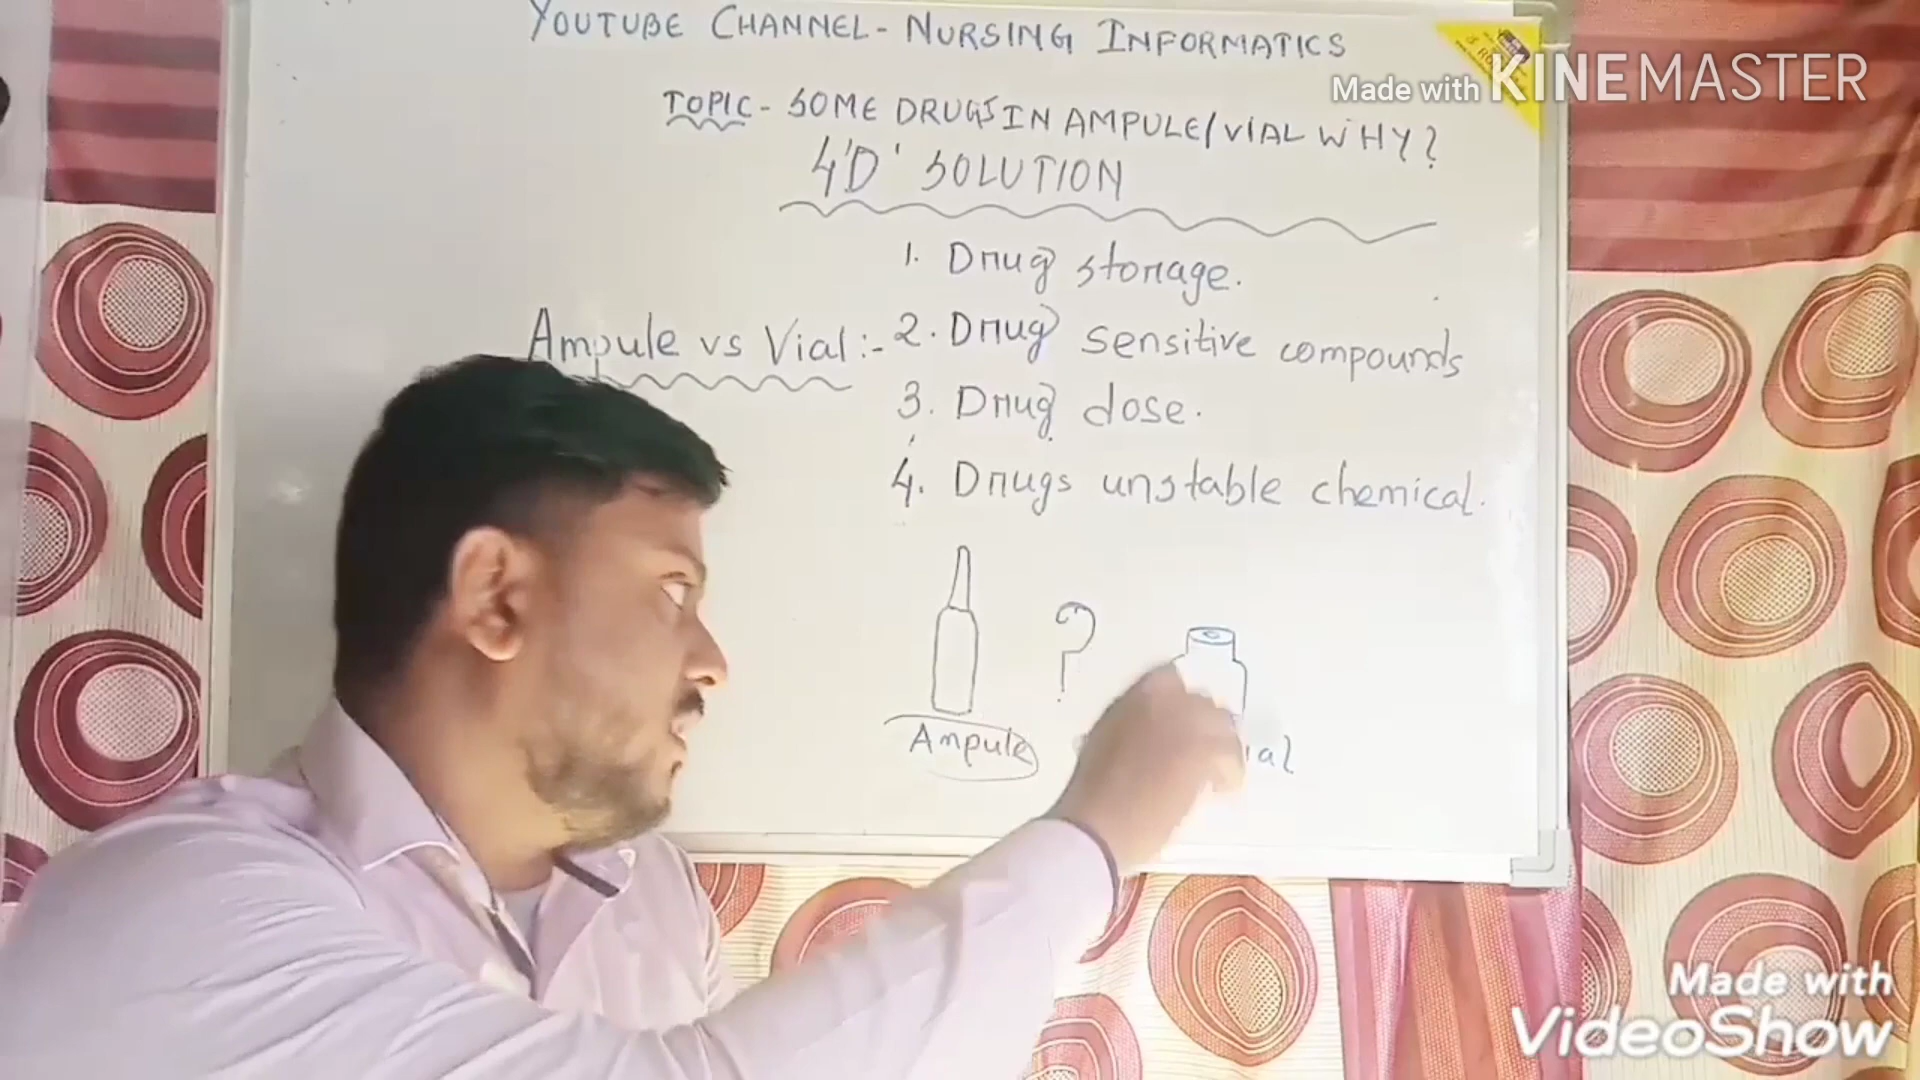 YOUTUBE CHANNEL - NURSING INFORMATICS
Made with KINEMASTER
TOPIC - SOME DRUGS IN AMPULE/VIAL WHY?
4'D' SOLUTION
1. Drug storage.
Ampule vs Vial :- 2. Drug sensitive compounds
3. Drug dose.
4. Drugs unstable chemical.
?
Ampule
Made with
VideoShow